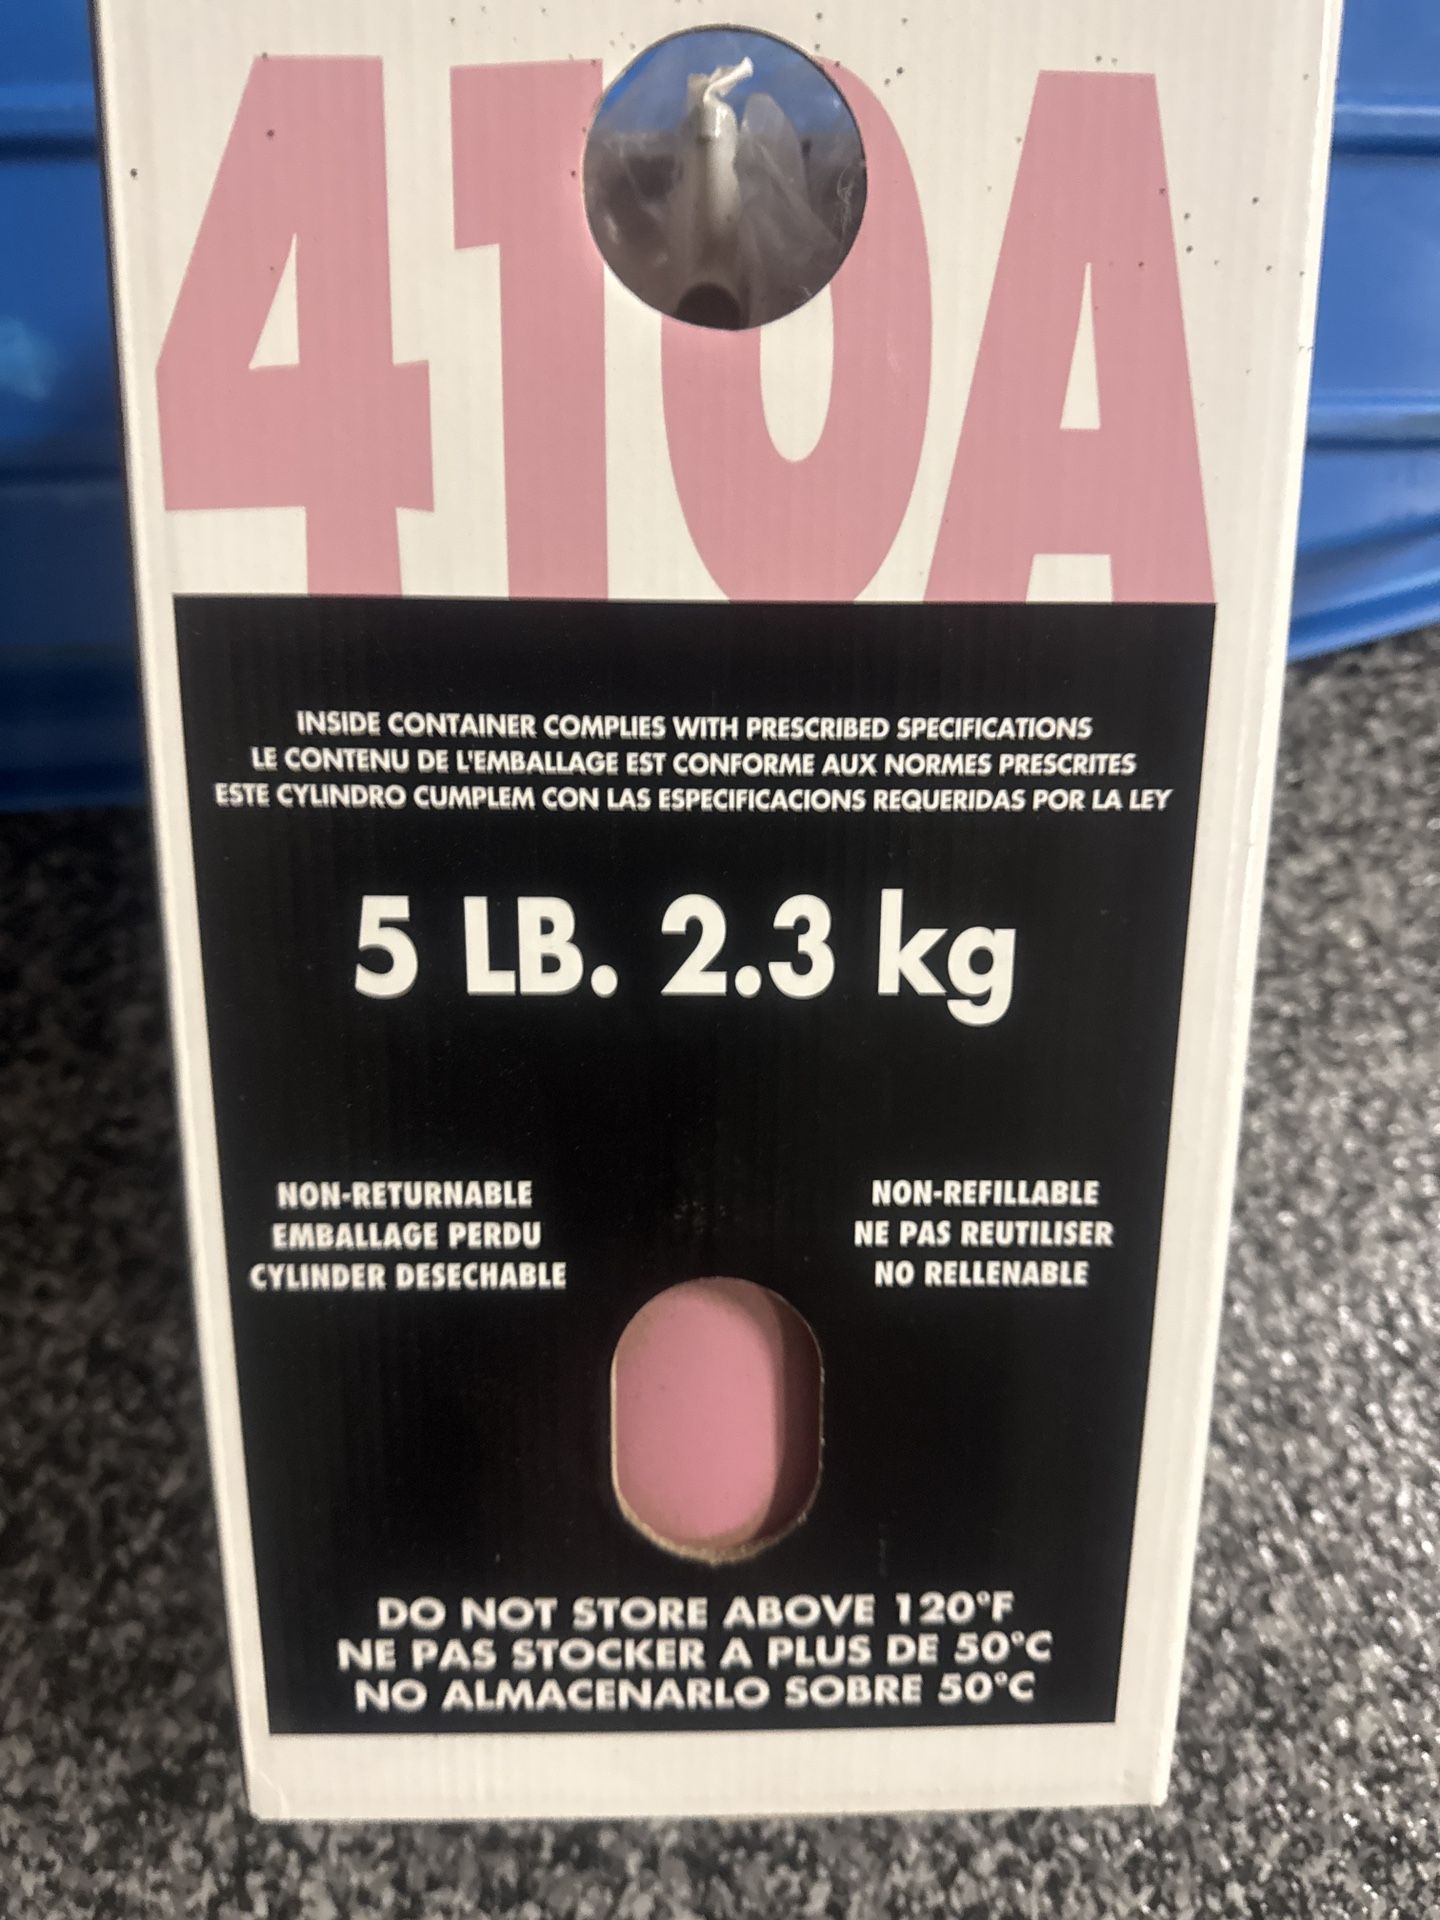 410A
INSIDE CONTAINER COMPLIES WITH PRESCRIBED SPECIFICATIONS
LE CONTENU DE L'EMBALLAGE EST CONFORME AUX NORMES PRESCRITES
ESTE CYLINDRO CUMPLEM CON LAS ESPECIFICACIONS REQUERIDAS POR LA LEY
5 LB. 2.3 kg
NON-RETURNABLE
EMBALLAGE PERDU
CYLINDER DESECHABLE
NON-REFILLABLE
NE PAS REUTILISER
NO RELLENABLE
DO NOT STORE ABOVE 120°F
NE PAS STOCKER A PLUS DE 50°C
NO ALMACENARLO SOBRE 50°C